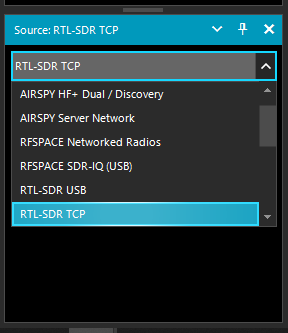 Source: RTL-SDR TCP
RTL-SDR TCP
AIRSPY HF+ Dual / Discovery
AIRSPY Server Network
RFSPACE Networked Radios
RFSPACE SDR-IQ (USB)
RTL-SDR USB
RTL-SDR TCP